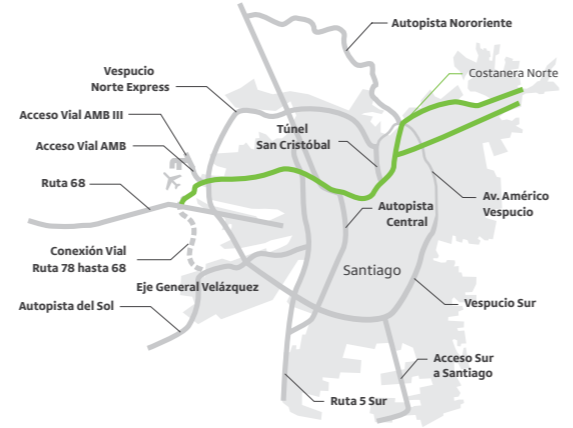 Autopista Nororiente
Costanera Norte
Vespucio
Norte Express
Acceso Vial AMB III
Túnel
San Cristóbal
Acceso Vial AMB
Ruta 68
Av. Américo
Vespucio
Autopista
Central
Conexión Vial
Ruta 78 hasta 68
Santiago
Eje General Velázquez
Autopista del Sol
Vespucio Sur
Acceso Sur
a Santiago
Ruta 5 Sur